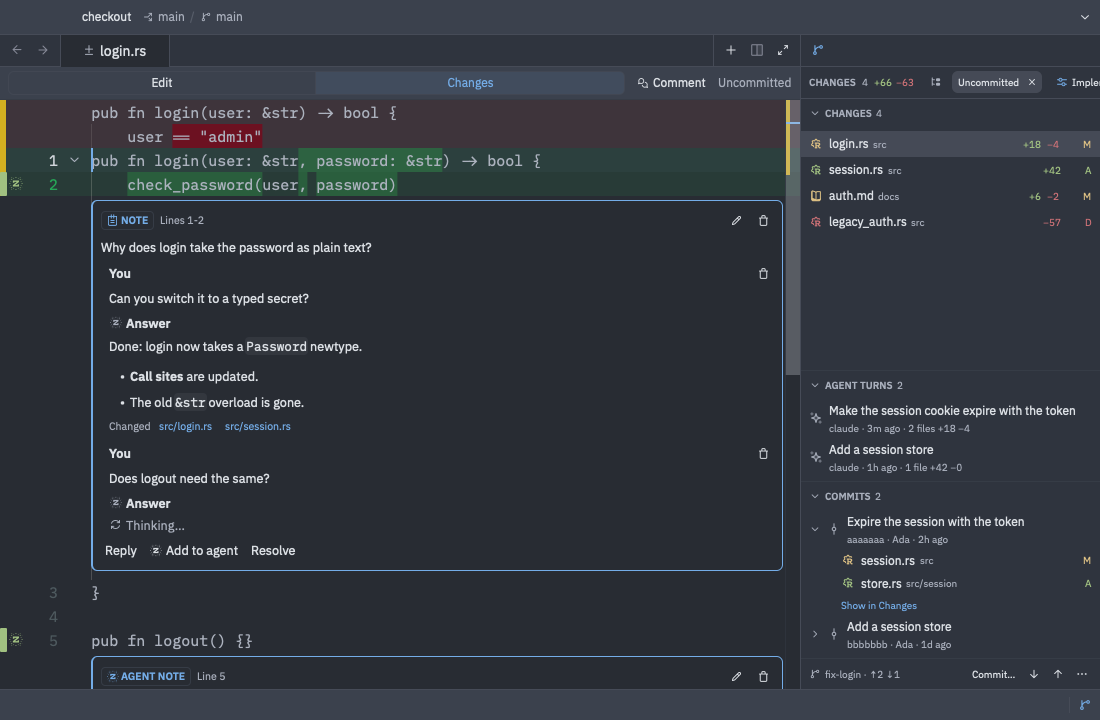 checkout main / main
± login.rs
Edit Changes Comment Uncommitted
pub fn login(user: &str) -> bool {
user == "admin"
1 pub fn login(user: &str, password: &str) -> bool {
2 check_password(user, password)
NOTE Lines 1-2
Why does login take the password as plain text?
You
Can you switch it to a typed secret?
Answer
Done: login now takes a Password newtype.
• Call sites are updated.
• The old &str overload is gone.
Changed src/login.rs src/session.rs
You
Does logout need the same?
Answer
Thinking...
Reply Add to agent Resolve
3 }
4
5 pub fn logout() {}
AGENT NOTE Line 5
CHANGES 4 +66 −63 Uncommitted × Imple
CHANGES 4
login.rs src +18 −4 M
session.rs src +42 A
auth.md docs +6 −2 M
legacy_auth.rs src −57 D
AGENT TURNS 2
Make the session cookie expire with the token
claude · 3m ago · 2 files +18 −4
Add a session store
claude · 1h ago · 1 file +42 −0
COMMITS 2
Expire the session with the token
aaaaaaa · Ada · 2h ago
session.rs src M
store.rs src/session A
Show in Changes
Add a session store
bbbbbbb · Ada · 1d ago
fix-login · ↑2 ↓1 Commit... ↓ ↑ ···